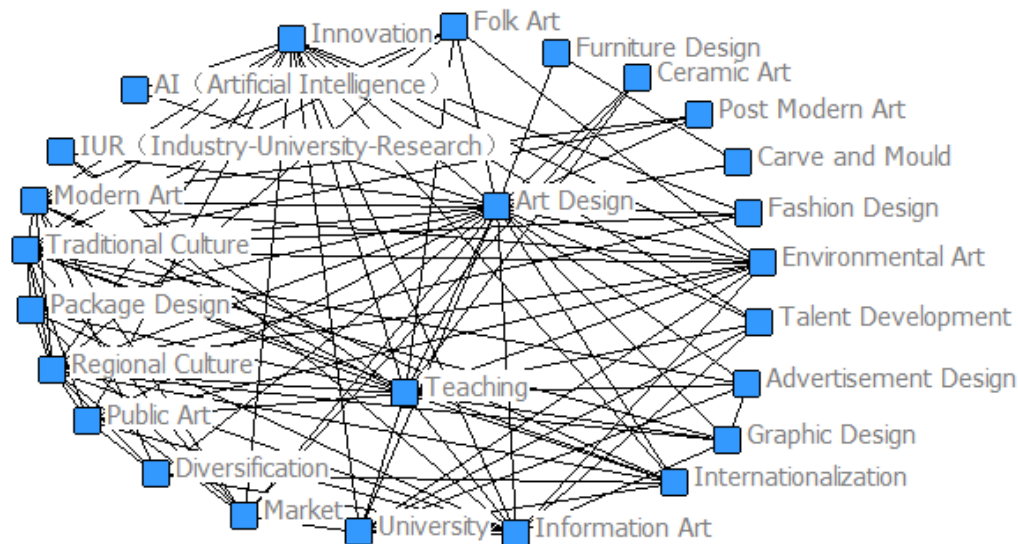 Innovation
Folk Art
Furniture Design
Ceramic Art
AI（Artificial Intelligence）
Post Modern Art
IUR（Industry-University-Research）
Carve and Mould
Modern Art
Art Design
Fashion Design
Traditional Culture
Environmental Art
Package Design
Talent Development
Regional Culture
Teaching
Advertisement Design
Public Art
Graphic Design
Diversification
Internationalization
Market
University
Information Art